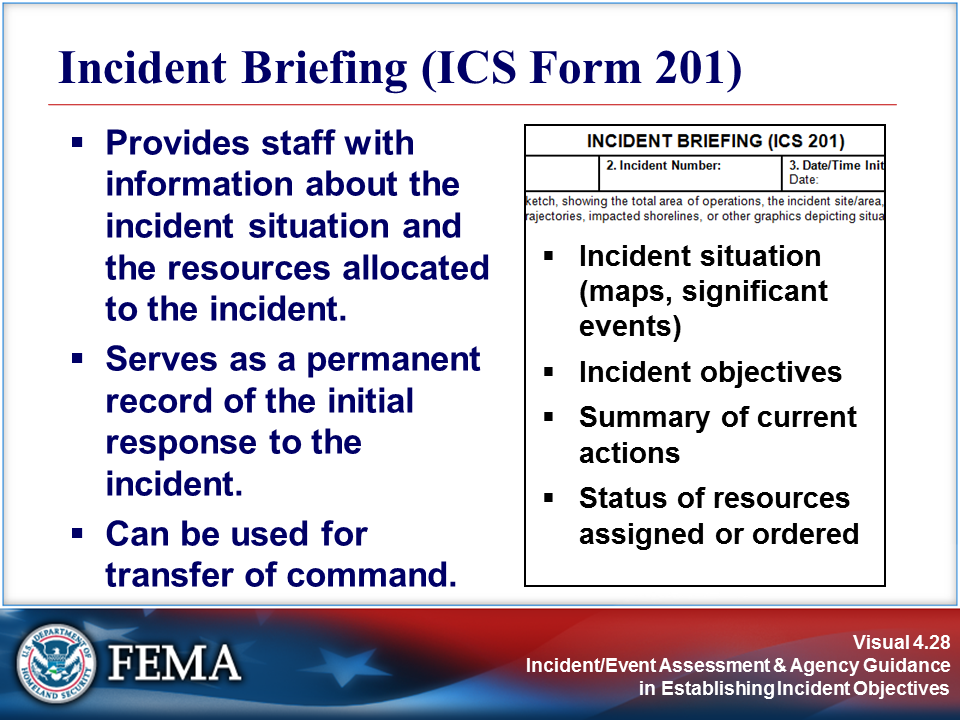 Incident Briefing (ICS Form 201)
▪ Provides staff with
information about the
incident situation and
the resources allocated
to the incident.
▪ Serves as a permanent
record of the initial
response to the
incident.
▪ Can be used for
transfer of command.
INCIDENT BRIEFING (ICS 201)
2. Incident Number:
3. Date/Time Init
Date:
ketch, showing the total area of operations, the incident site/area,
rajectories, impacted shorelines, or other graphics depicting situa
▪ Incident situation
(maps, significant
events)
▪ Incident objectives
▪ Summary of current
actions
▪ Status of resources
assigned or ordered
U.S. DEPARTMENT OF
HOMELAND SECURITY
FEMA
Visual 4.28
Incident/Event Assessment & Agency Guidance
in Establishing Incident Objectives